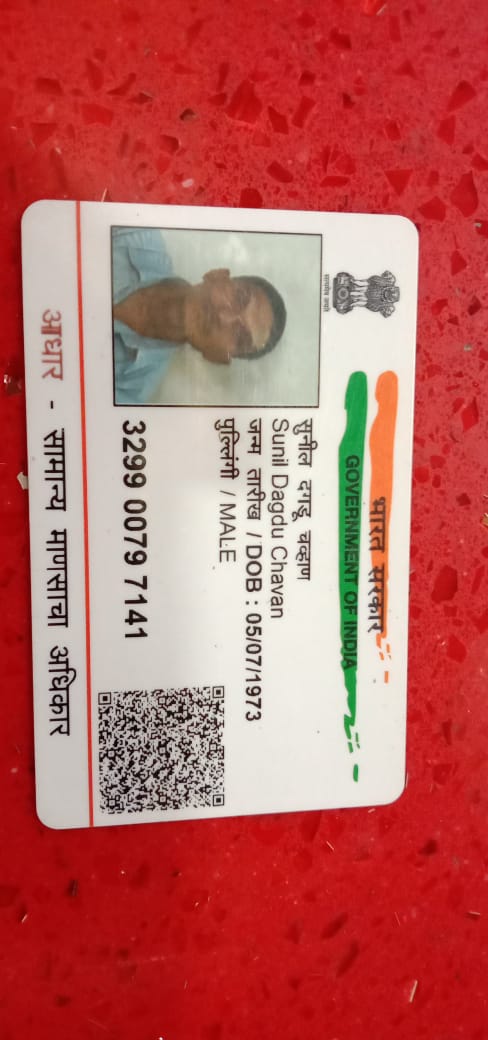 भारत सरकार
GOVERNMENT OF INDIA
सुनील दगडू चव्हाण
Sunil Dagdu Chavan
जन्म तारीख / DOB : 05/07/1973
पुल्लिंगी / MALE
3299 0079 7141
आधार - सामान्य माणसाचा अधिकार